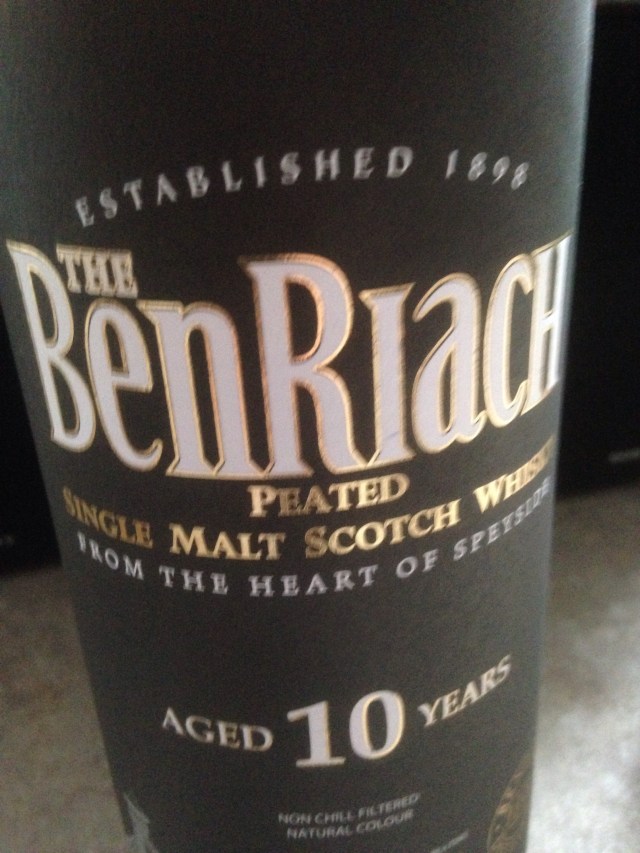 ESTABLISHED 1898
THE
BENRIACH
PEATED
SINGLE MALT SCOTCH WHISKY
FROM THE HEART OF SPEYSIDE
AGED 10 YEARS
NON CHILL FILTERED
NATURAL COLOUR